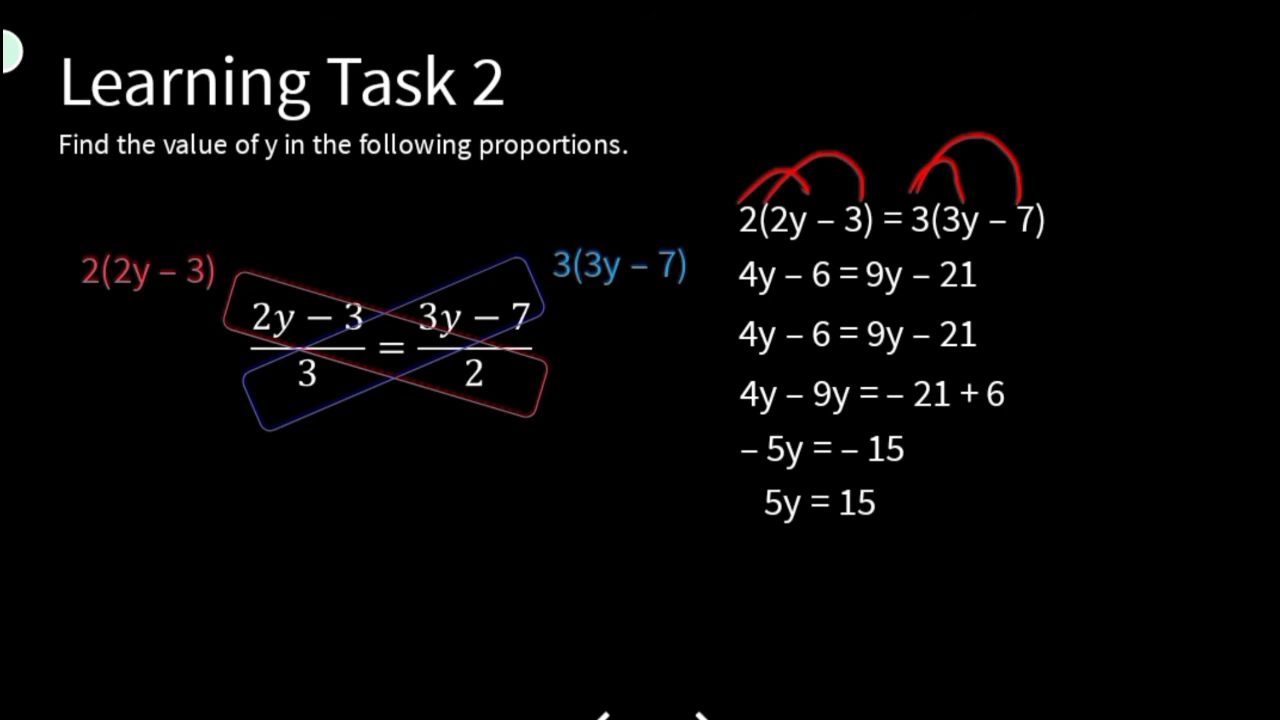 Learning Task 2
Find the value of y in the following proportions.
2(2y – 3)
3(3y – 7)
2y − 3 / 3 = 3y − 7 / 2
2(2y – 3) = 3(3y – 7)
4y – 6 = 9y – 21
4y – 6 = 9y – 21
4y – 9y = – 21 + 6
– 5y = – 15
5y = 15